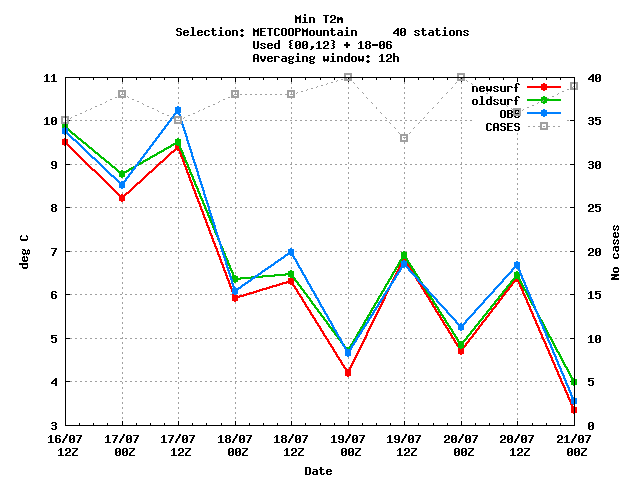 Min T2m
Selection: METCOOPMountain 40 stations
Used {00,12} + 18-06
Averaging window: 12h
newsurf
oldsurf
OBS
CASES
11
10
9
8
7
6
5
4
3
40
35
30
25
20
15
10
5
0
deg C
No cases
16/07 17/07 17/07 18/07 18/07 19/07 19/07 20/07 20/07 21/07
12Z 00Z 12Z 00Z 12Z 00Z 12Z 00Z 12Z 00Z
Date